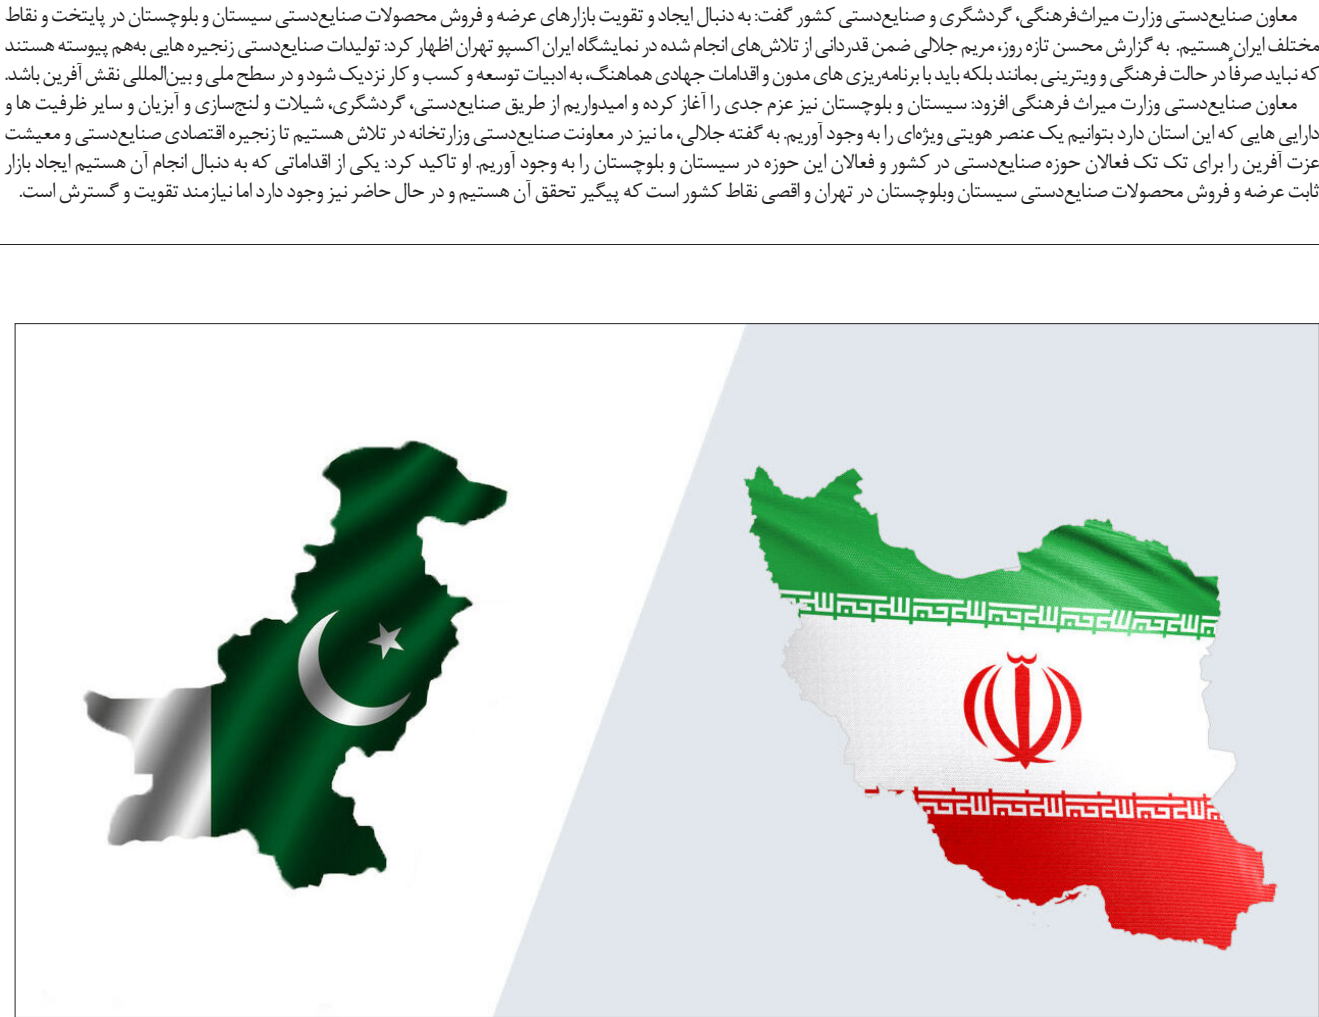 معاون صنایع‌دستی وزارت میراث‌فرهنگی، گردشگری و صنایع‌دستی کشور گفت: به دنبال ایجاد و تقویت بازارهای عرضه و فروش محصولات صنایع‌دستی سیستان و بلوچستان در پایتخت و نقاط
مختلف ایران هستیم. به گزارش محسن تازه روز، مریم جلالی ضمن قدردانی از تلاش‌های انجام شده در نمایشگاه ایران اکسپو تهران اظهار کرد: تولیدات صنایع‌دستی زنجیره هایی به‌هم پیوسته هستند
که نباید صرفاً در حالت فرهنگی و ویترینی بمانند بلکه باید با برنامه‌ریزی های مدون و اقدامات جهادی هماهنگ، به ادبیات توسعه و کسب و کار نزدیک شود و در سطح ملی و بین‌المللی نقش آفرین باشد.
معاون صنایع‌دستی وزارت میراث فرهنگی افزود: سیستان و بلوچستان نیز عزم جدی را آغاز کرده و امیدواریم از طریق صنایع‌دستی، گردشگری، شیلات و لنج‌سازی و آبزیان و سایر ظرفیت ها و
دارایی هایی که این استان دارد بتوانیم یک عنصر هویتی ویژه‌ای را به وجود آوریم. به گفته جلالی، ما نیز در معاونت صنایع‌دستی وزارتخانه در تلاش هستیم تا زنجیره اقتصادی صنایع‌دستی و معیشت
عزت آفرین را برای تک تک فعالان حوزه صنایع‌دستی در کشور و فعالان این حوزه در سیستان و بلوچستان را به وجود آوریم. او تاکید کرد: یکی از اقداماتی که به دنبال انجام آن هستیم ایجاد بازار
ثابت عرضه و فروش محصولات صنایع‌دستی سیستان وبلوچستان در تهران و اقصی نقاط کشور است که پیگیر تحقق آن هستیم و در حال حاضر نیز وجود دارد اما نیازمند تقویت و گسترش است.